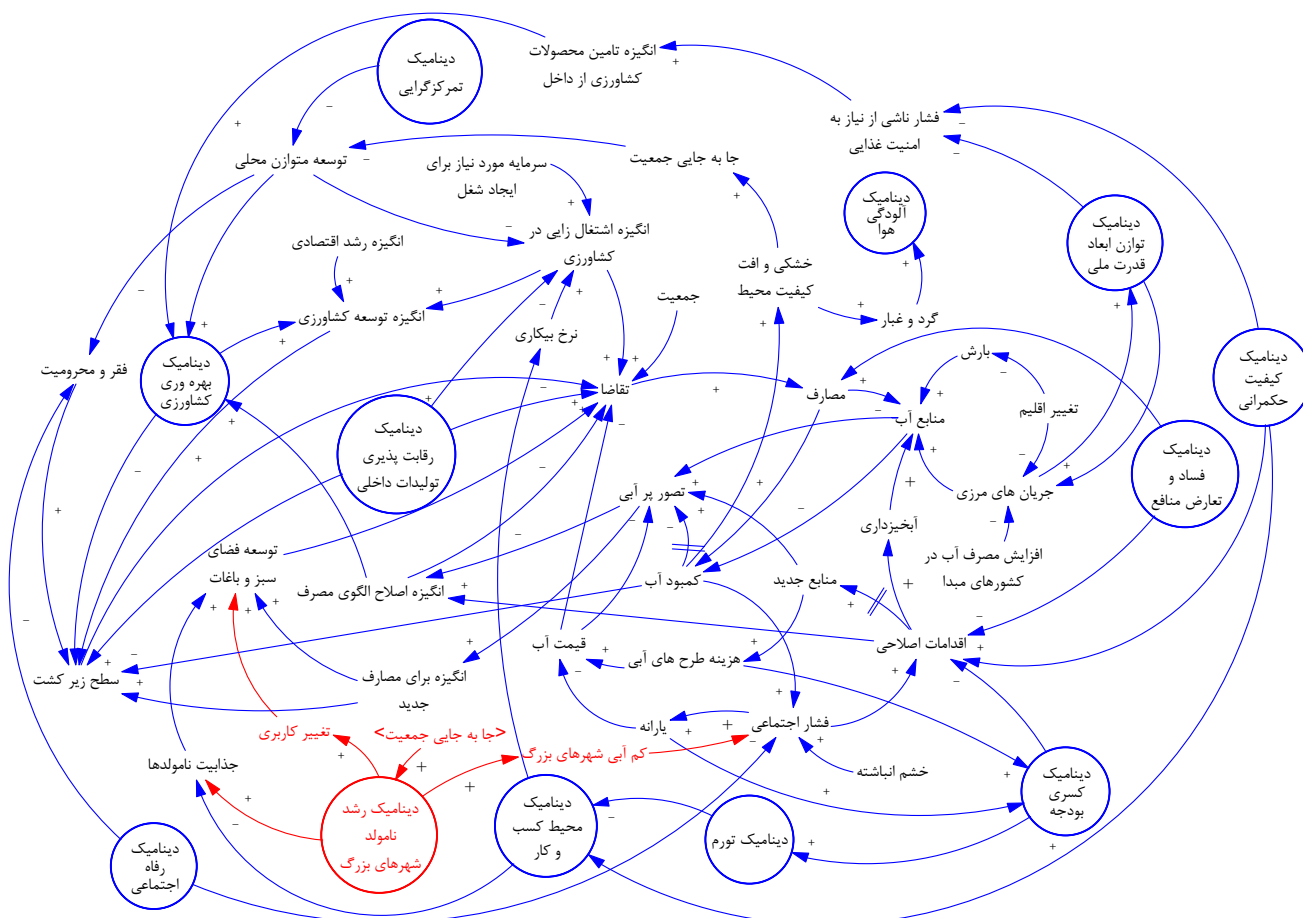 انگیزه تامین محصولات
کشاورزی از داخل
دینامیک
تمرکزگرایی
فشار ناشی از نیاز به
امنیت غذایی
توسعه متوازن محلی
سرمایه مورد نیاز برای
ایجاد شغل
جا به جایی جمعیت
دینامیک
آلودگی
هوا
دینامیک
توازن ابعاد
قدرت ملی
انگیزه رشد اقتصادی
انگیزه اشتغال زایی در
کشاورزی
خشکی و افت
کیفیت محیط
جمعیت
گرد و غبار
انگیزه توسعه کشاورزی
نرخ بیکاری
بارش
فقر و محرومیت
دینامیک
بهره وری
کشاورزی
تقاضا
مصارف
تغییر اقلیم
دینامیک
کیفیت
حکمرانی
منابع آب
دینامیک
رقابت پذیری
تولیدات داخلی
دینامیک
فساد و
تعارض منافع
تصور پر آبی
جریان های مرزی
آبخیزداری
افزایش مصرف آب در
کشورهای مبدا
توسعه فضای
سبز و باغات
انگیزه اصلاح الگوی مصرف
کمبود آب
منابع جدید
قیمت آب
هزینه طرح های آبی
اقدامات اصلاحی
سطح زیر کشت
انگیزه برای مصارف
جدید
یارانه
فشار اجتماعی
تغییر کاربری
<جا به جایی جمعیت>
کم آبی شهرهای بزرگ
خشم انباشته
جذابیت نامولدها
دینامیک رشد
نامولد
شهرهای بزرگ
دینامیک
محیط کسب
و کار
دینامیک تورم
دینامیک
کسری
بودجه
دینامیک
رفاه
اجتماعی